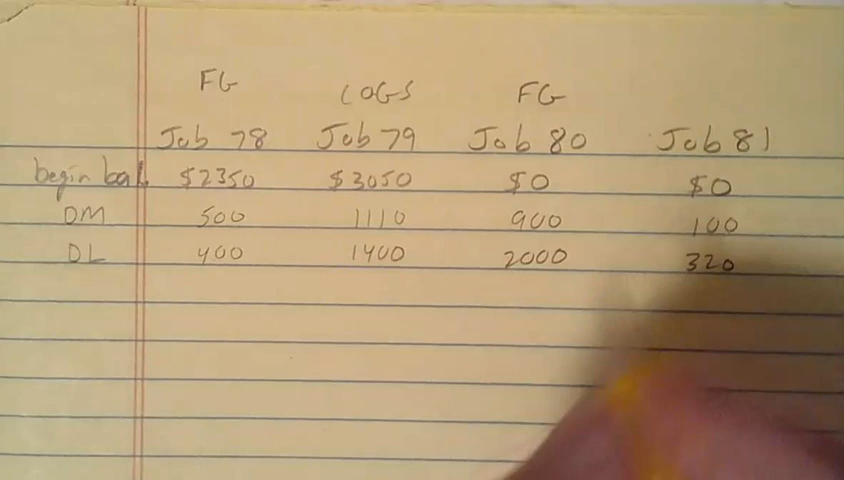 FG COGS FG
Job 78 Job 79 Job 80 Job 81
begin bal. $2350 $3050 $0 $0
DM 500 1110 900 100
DL 400 1400 2000 320